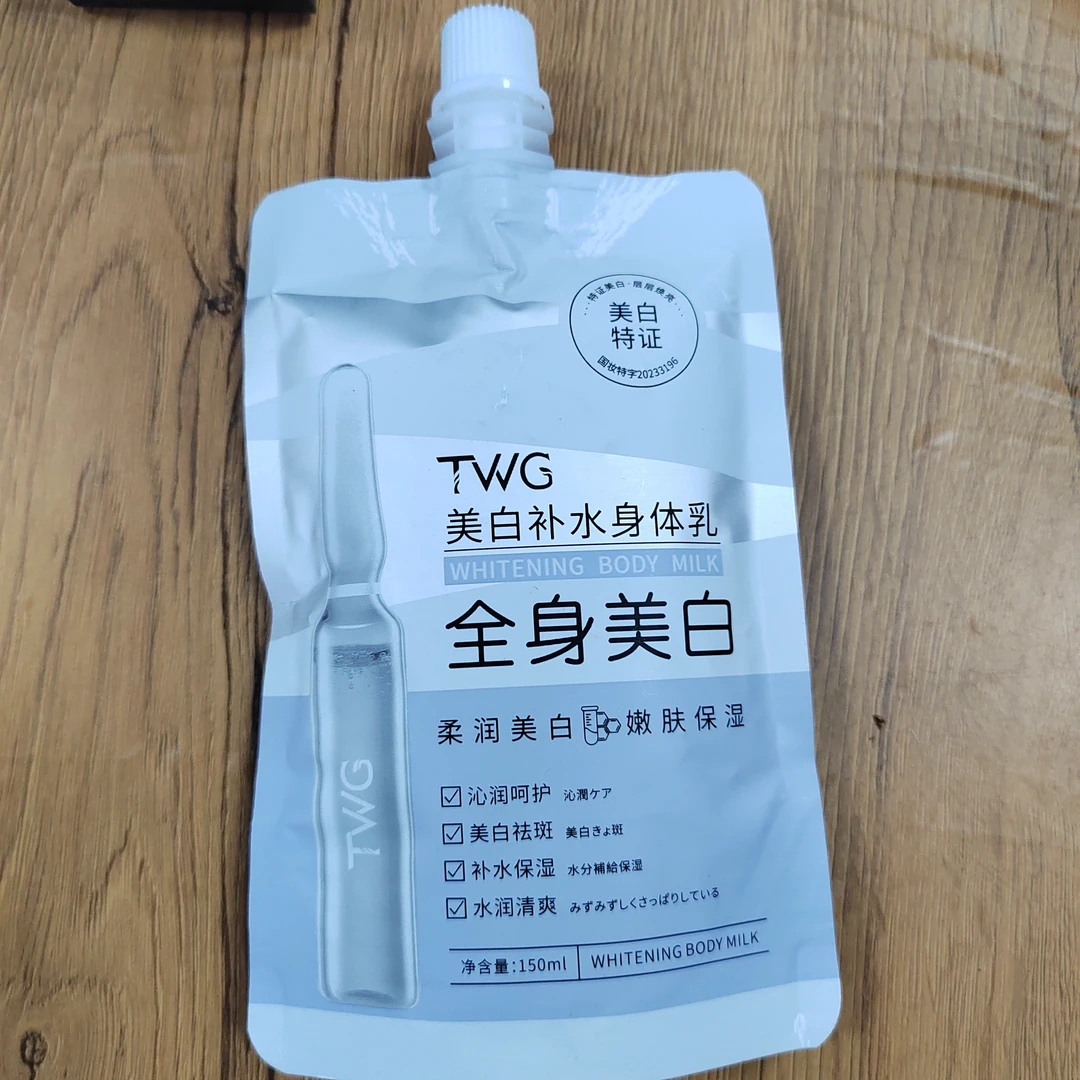 特证美白·层层焕亮
美白
特证
国妆特字20233196
TWG
美白补水身体乳
WHITENING BODY MILK
全身美白
柔润美白 嫩肤保湿
沁润呵护 沁潤ケア
美白祛斑 美白きょ斑
补水保湿 水分補給保湿
水润清爽 みずみずしくさっぱりしている
净含量:150ml WHITENING BODY MILK
TWG